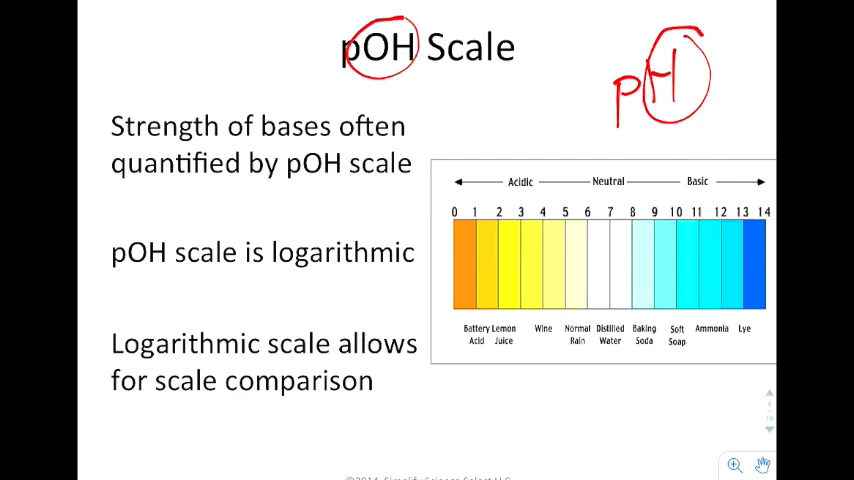 pOH Scale
pH
Strength of bases often
quantified by pOH scale
pOH scale is logarithmic
Logarithmic scale allows
for scale comparison
Acidic Neutral Basic
0 1 2 3 4 5 6 7 8 9 10 11 12 13 14
Battery Lemon Wine Normal Distilled Baking Soft Ammonia Lye
Acid Juice Rain Water Soda Soap
©2014 Simplify Science Select LLC